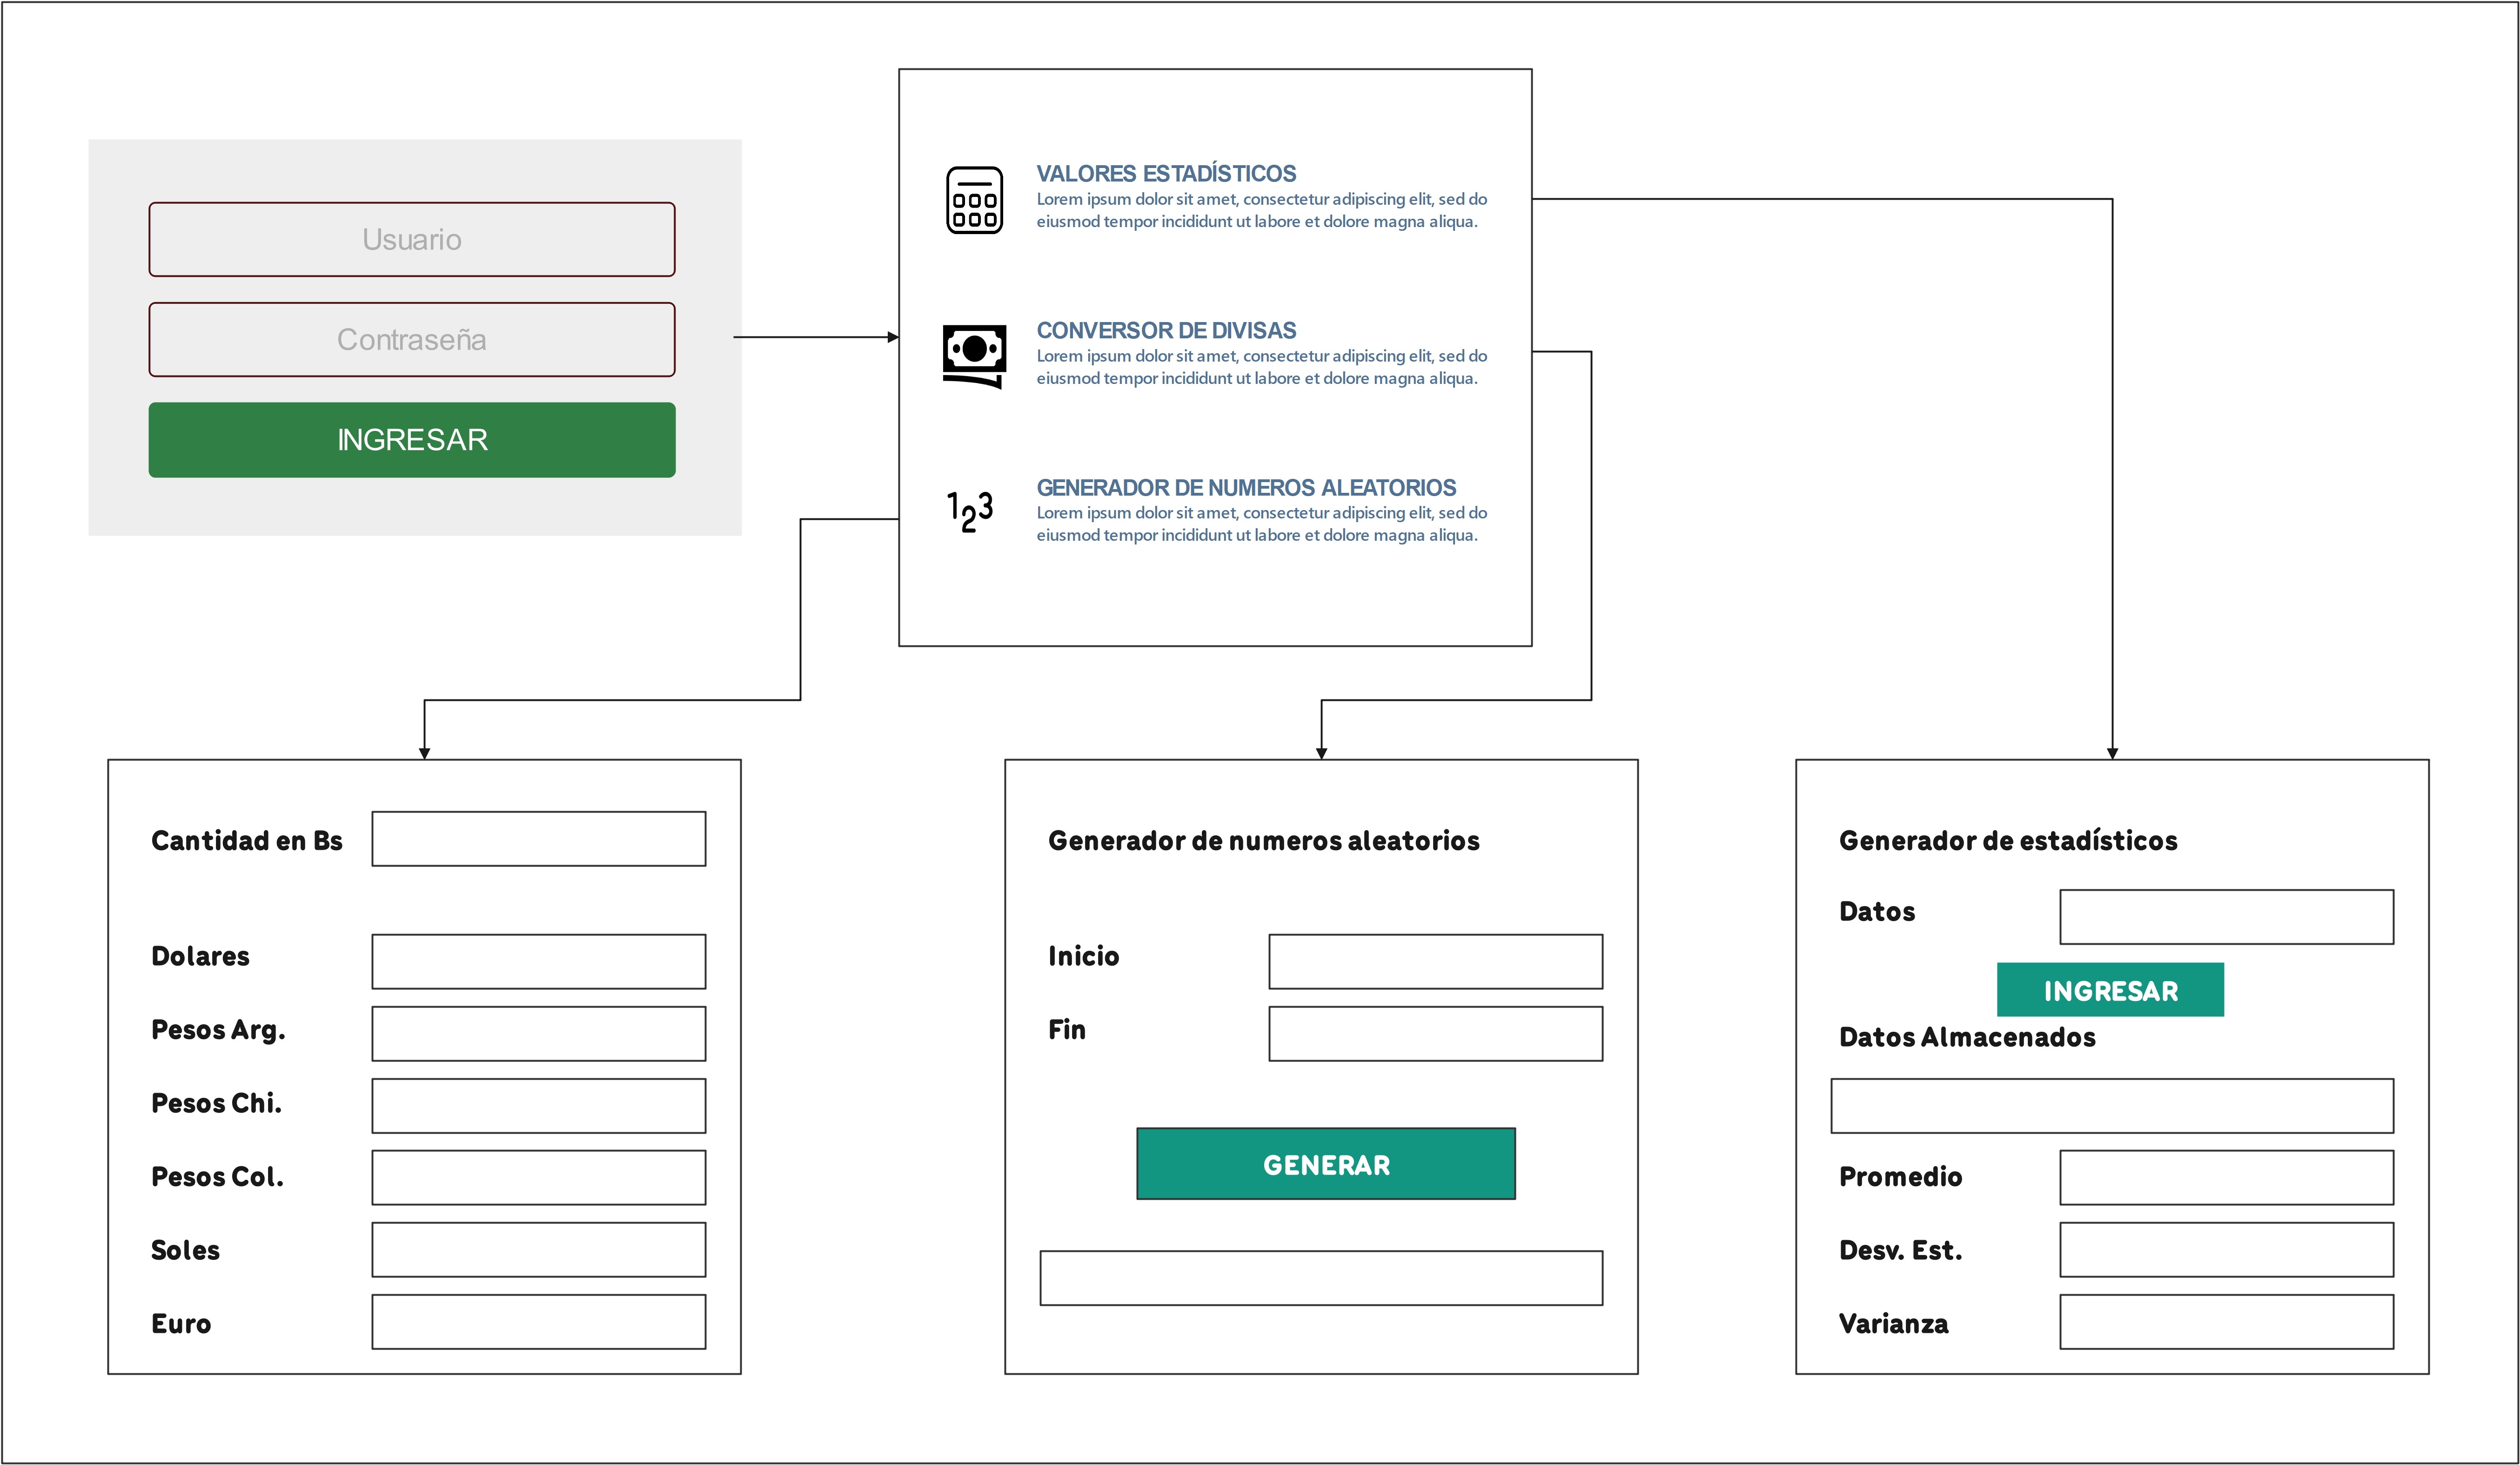 Usuario
Contraseña
INGRESAR
VALORES ESTADÍSTICOS
Lorem ipsum dolor sit amet, consectetur adipiscing elit, sed do
eiusmod tempor incididunt ut labore et dolore magna aliqua.
CONVERSOR DE DIVISAS
Lorem ipsum dolor sit amet, consectetur adipiscing elit, sed do
eiusmod tempor incididunt ut labore et dolore magna aliqua.
123
GENERADOR DE NUMEROS ALEATORIOS
Lorem ipsum dolor sit amet, consectetur adipiscing elit, sed do
eiusmod tempor incididunt ut labore et dolore magna aliqua.
Cantidad en Bs
Dolares
Pesos Arg.
Pesos Chi.
Pesos Col.
Soles
Euro
Generador de numeros aleatorios
Inicio
Fin
GENERAR
Generador de estadísticos
Datos
INGRESAR
Datos Almacenados
Promedio
Desv. Est.
Varianza